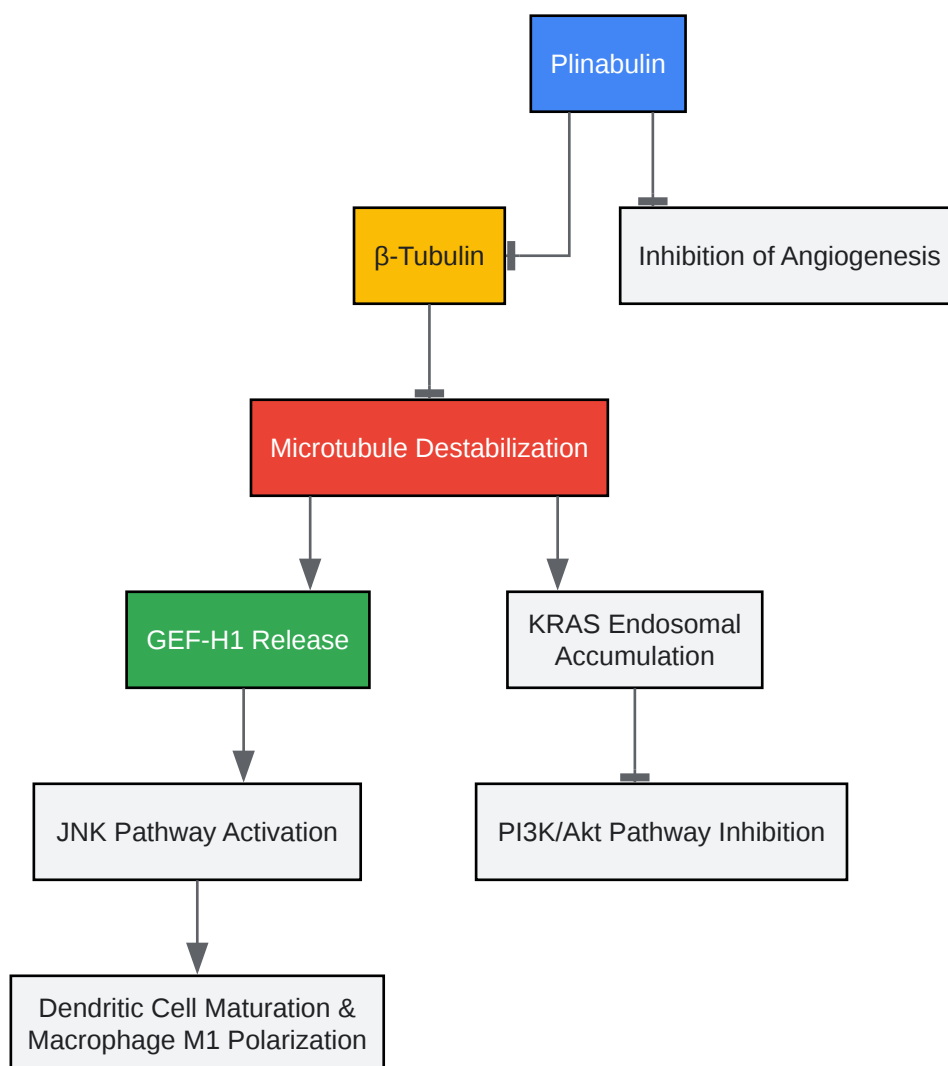 Plinabulin
β-Tubulin
Inhibition of Angiogenesis
Microtubule Destabilization
GEF-H1 Release
KRAS Endosomal
Accumulation
JNK Pathway Activation
PI3K/Akt Pathway Inhibition
Dendritic Cell Maturation &
Macrophage M1 Polarization